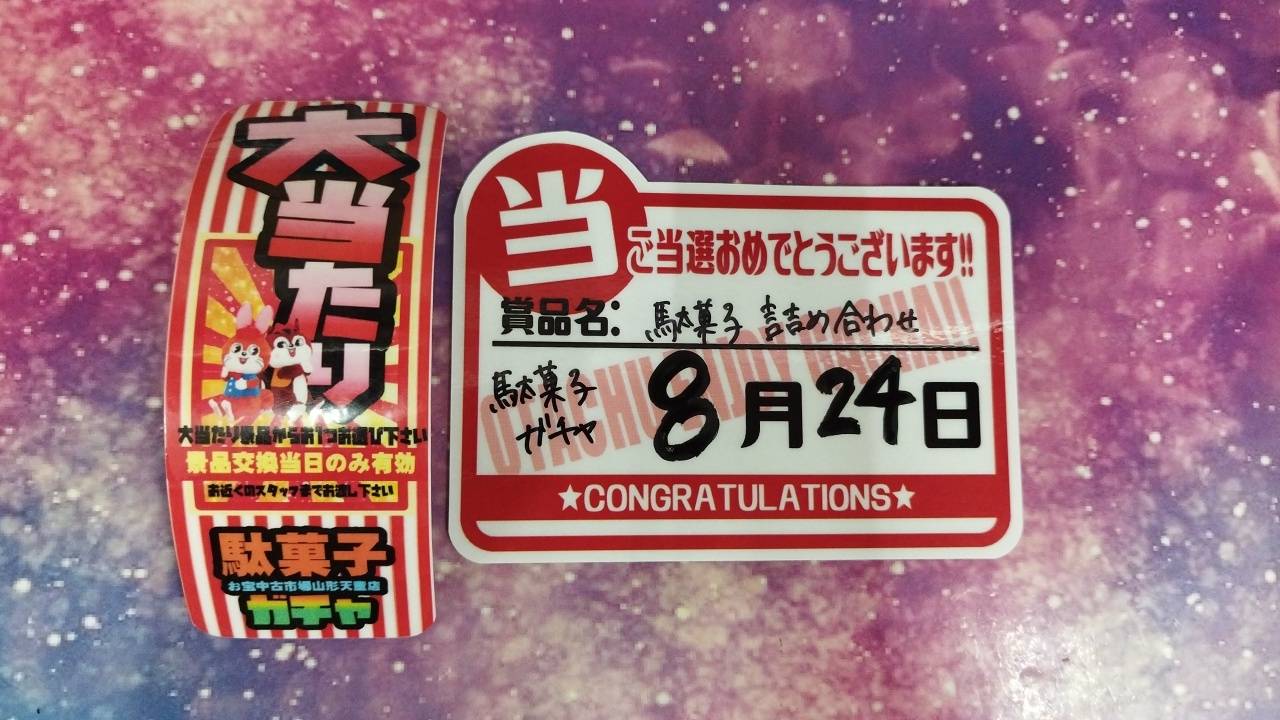 大当たり
大当たり景品からお1つお選び下さい
景品交換当日のみ有効
お近くのスタッフまでお渡し下さい
駄菓子
お宝中古市場山形天童店
ガチャ
当
ご当選おめでとうございます!!
賞品名: 駄菓子 詰め合わせ
駄菓子
ガチャ
8月24日
★CONGRATULATIONS★